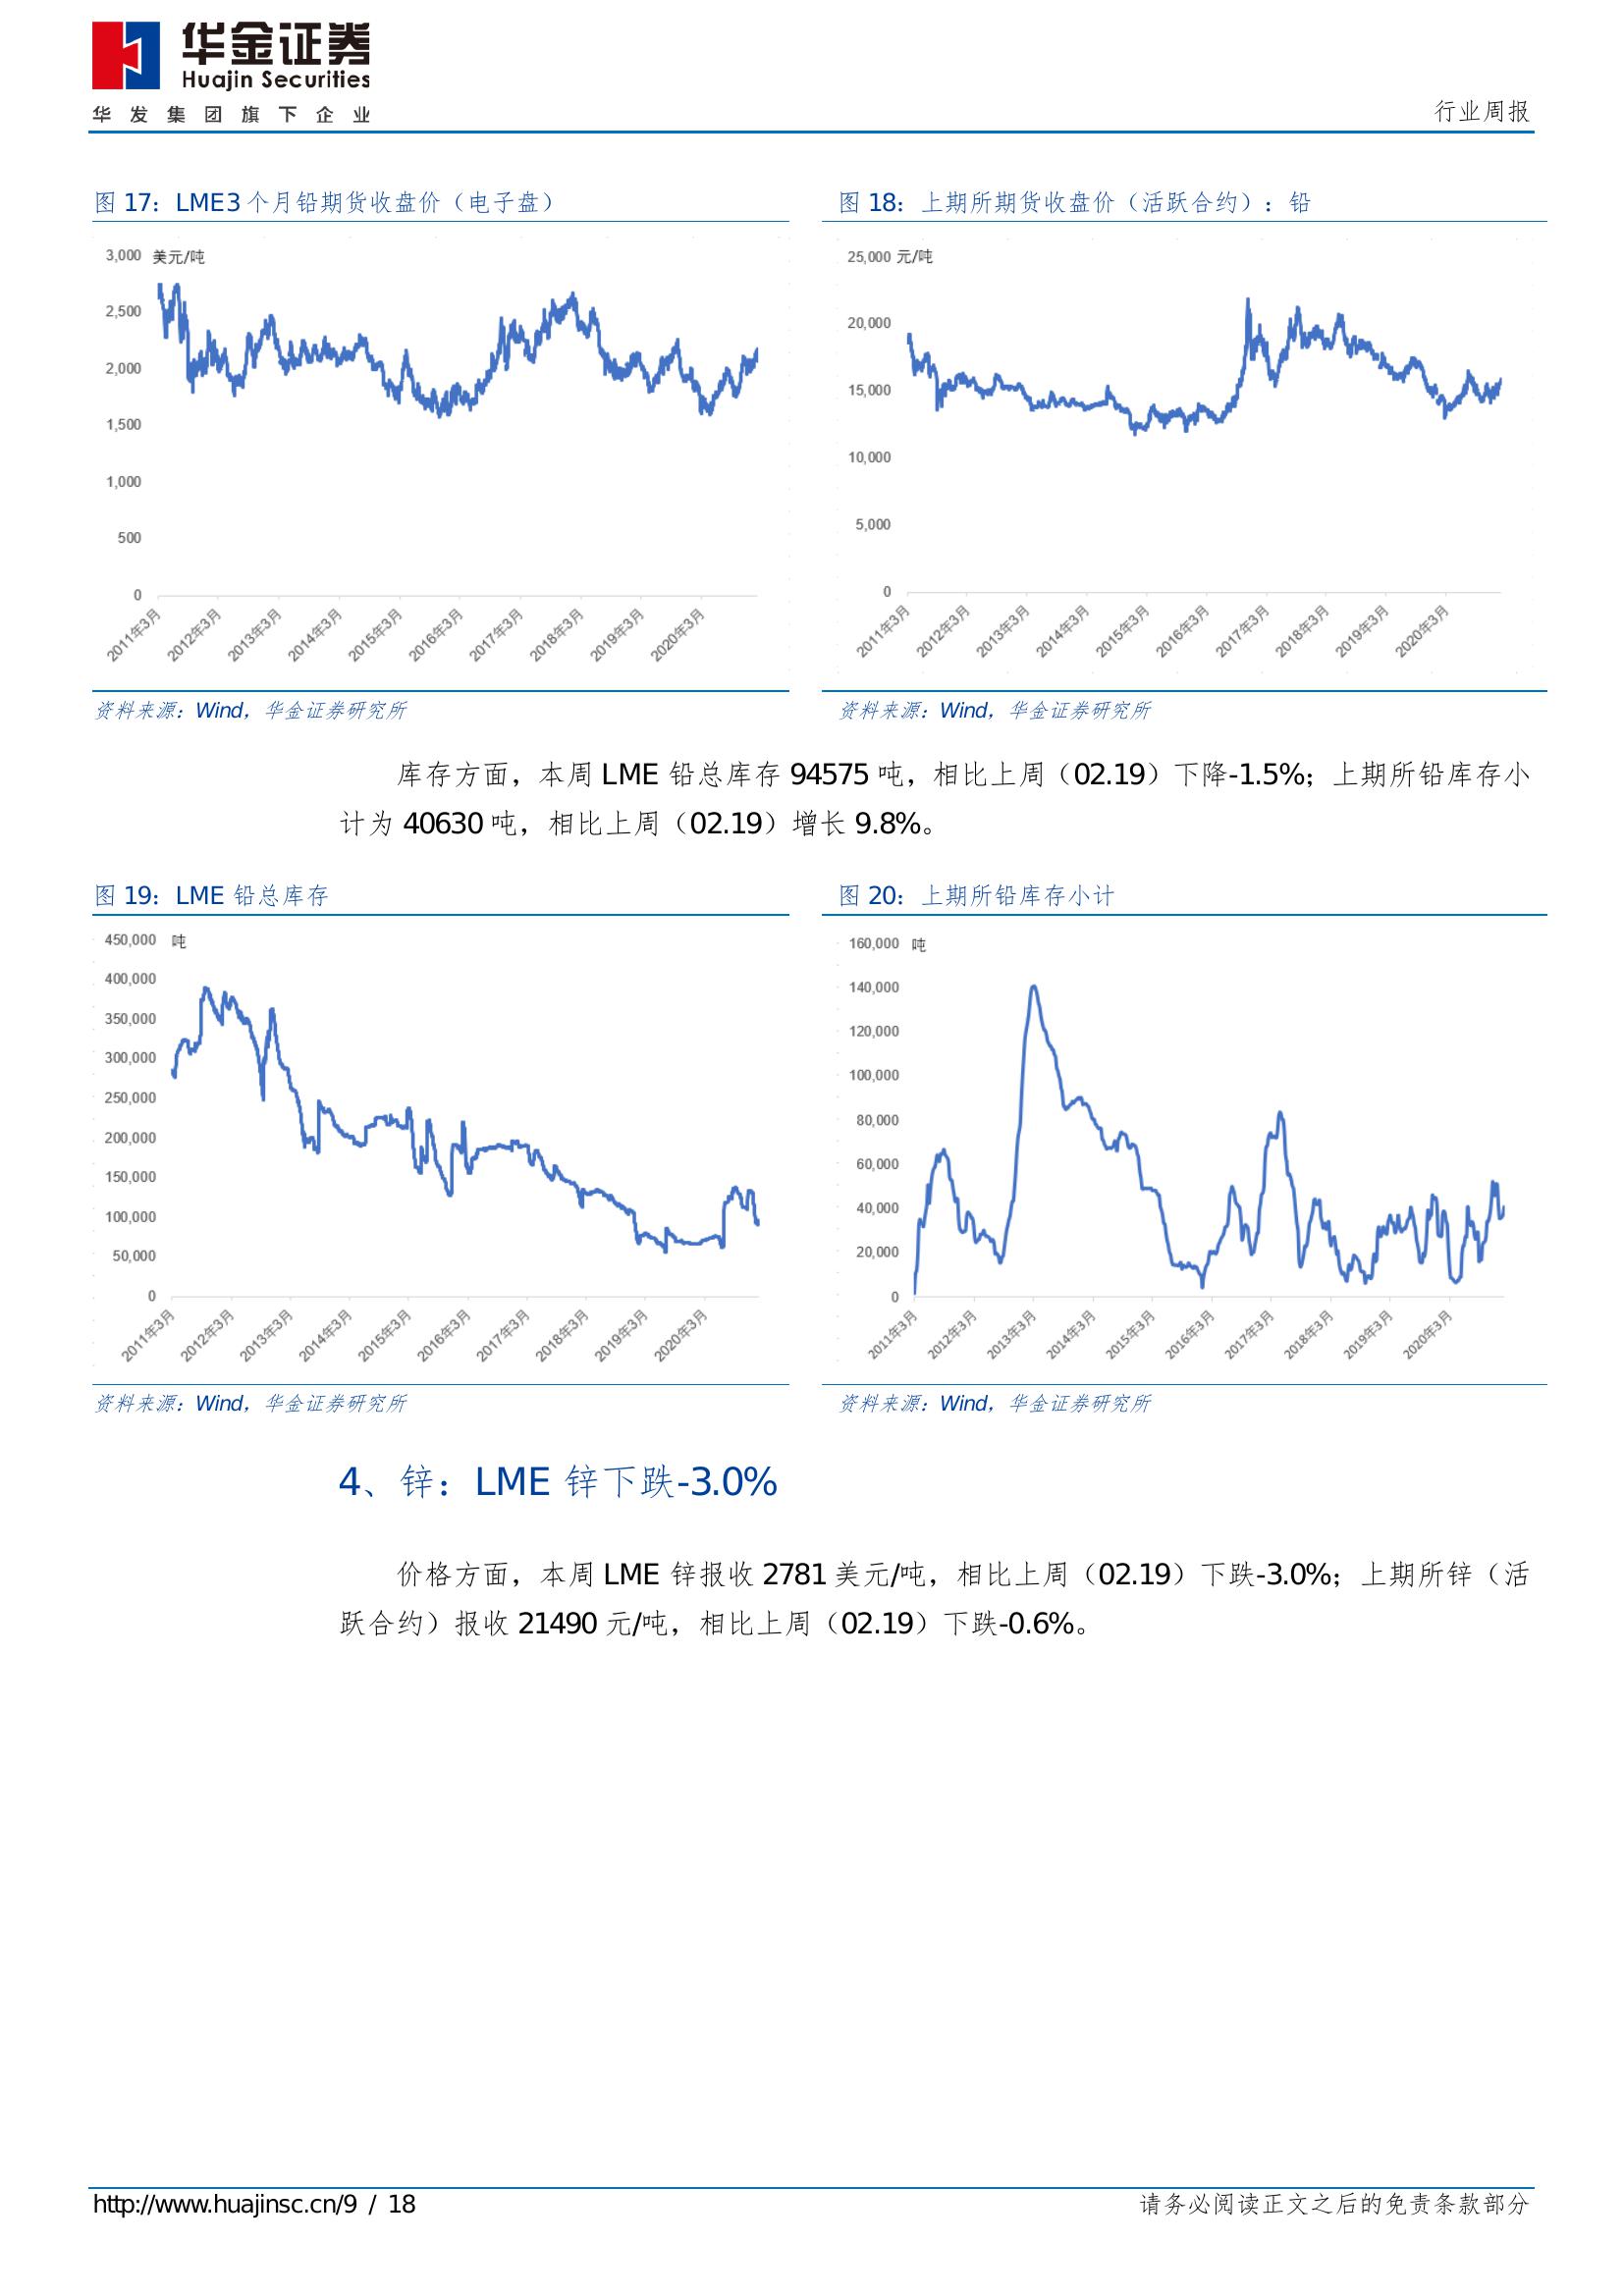 华金证券
Huajin Securities
华发集团旗下企业
行业周报
图 17：LME3 个月铅期货收盘价（电子盘）
3,000 美元/吨
2,500
2,000
1,500
1,000
500
0
2011年3月 2012年3月 2013年3月 2014年3月 2015年3月 2016年3月 2017年3月 2018年3月 2019年3月 2020年3月
资料来源：Wind，华金证券研究所
图 18：上期所期货收盘价（活跃合约）：铅
25,000 元/吨
20,000
15,000
10,000
5,000
0
2011年3月 2012年3月 2013年3月 2014年3月 2015年3月 2016年3月 2017年3月 2018年3月 2019年3月 2020年3月
资料来源：Wind，华金证券研究所
库存方面，本周 LME 铅总库存 94575 吨，相比上周（02.19）下降-1.5%；上期所铅库存小
计为 40630 吨，相比上周（02.19）增长 9.8%。
图 19：LME 铅总库存
450,000 吨
400,000
350,000
300,000
250,000
200,000
150,000
100,000
50,000
0
2011年3月 2012年3月 2013年3月 2014年3月 2015年3月 2016年3月 2017年3月 2018年3月 2019年3月 2020年3月
资料来源：Wind，华金证券研究所
图 20：上期所铅库存小计
160,000 吨
140,000
120,000
100,000
80,000
60,000
40,000
20,000
0
2011年3月 2012年3月 2013年3月 2014年3月 2015年3月 2016年3月 2017年3月 2018年3月 2019年3月 2020年3月
资料来源：Wind，华金证券研究所
4、锌：LME 锌下跌-3.0%
价格方面，本周 LME 锌报收 2781 美元/吨，相比上周（02.19）下跌-3.0%；上期所锌（活
跃合约）报收 21490 元/吨，相比上周（02.19）下跌-0.6%。
http://www.huajinsc.cn/9 / 18
请务必阅读正文之后的免责条款部分